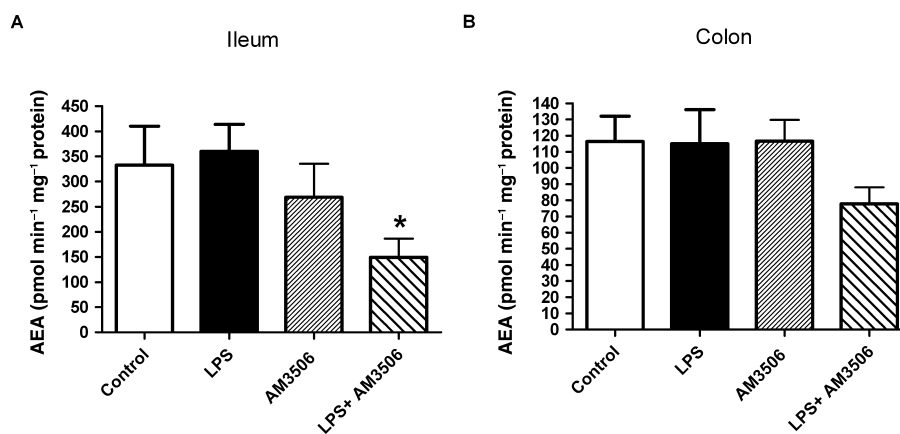 A
Ileum
AEA (pmol min⁻¹ mg⁻¹ protein)
450
400
350
300
250
200
150
100
50
0
*
Control
LPS
AM3506
LPS+ AM3506
B
Colon
AEA (pmol min⁻¹ mg⁻¹ protein)
140
130
120
110
100
90
80
70
60
50
40
30
20
10
0
Control
LPS
AM3506
LPS+ AM3506